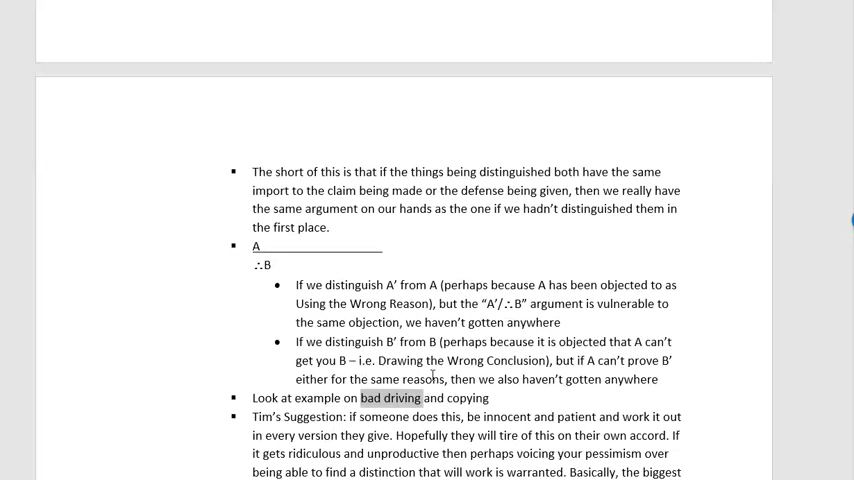 The short of this is that if the things being distinguished both have the same
import to the claim being made or the defense being given, then we really have
the same argument on our hands as the one if we hadn’t distinguished them in
the first place.
A
∴B
If we distinguish A’ from A (perhaps because A has been objected to as
Using the Wrong Reason), but the “A’/∴B” argument is vulnerable to
the same objection, we haven’t gotten anywhere
If we distinguish B’ from B (perhaps because it is objected that A can’t
get you B – i.e. Drawing the Wrong Conclusion), but if A can’t prove B’
either for the same reasons, then we also haven’t gotten anywhere
Look at example on bad driving and copying
Tim’s Suggestion: if someone does this, be innocent and patient and work it out
in every version they give. Hopefully they will tire of this on their own accord. If
it gets ridiculous and unproductive then perhaps voicing your pessimism over
being able to find a distinction that will work is warranted. Basically, the biggest